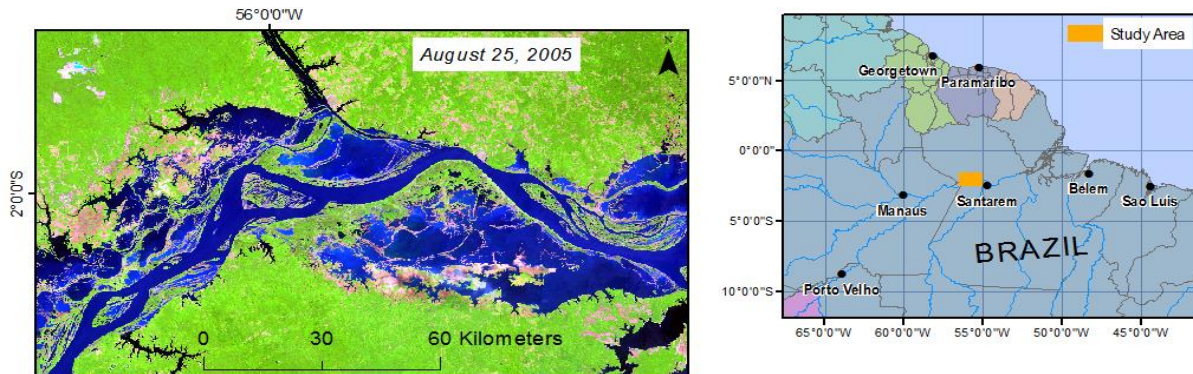 56°0'0"W
August 25, 2005
N
2°0'0"S
0 30 60 Kilometers
Study Area
Georgetown
Paramaribo
5°0'0"N
0°0'0"
Santarem
Belem
Sao Luis
Manaus
5°0'0"S
BRAZIL
Porto Velho
10°0'0"S
65°0'0"W 60°0'0"W 55°0'0"W 50°0'0"W 45°0'0"W